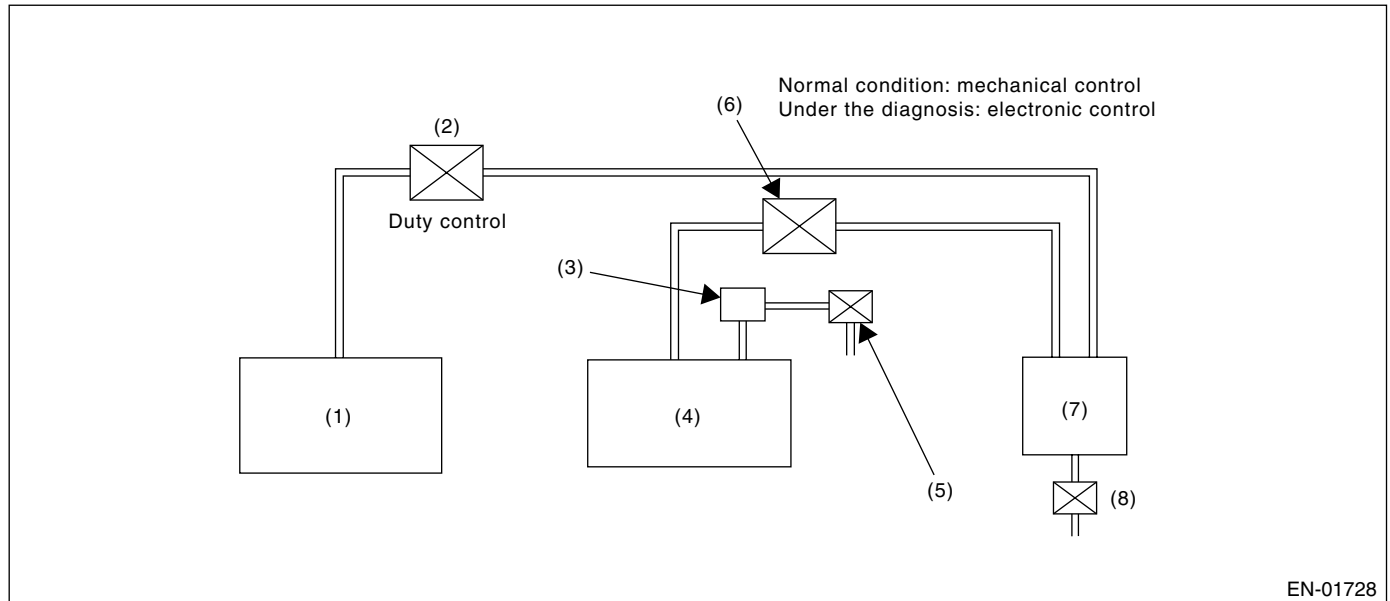 Normal condition: mechanical control
Under the diagnosis: electronic control
(6)
(2)
Duty control
(3)
(1)
(4)
(7)
(5)
(8)
EN-01728